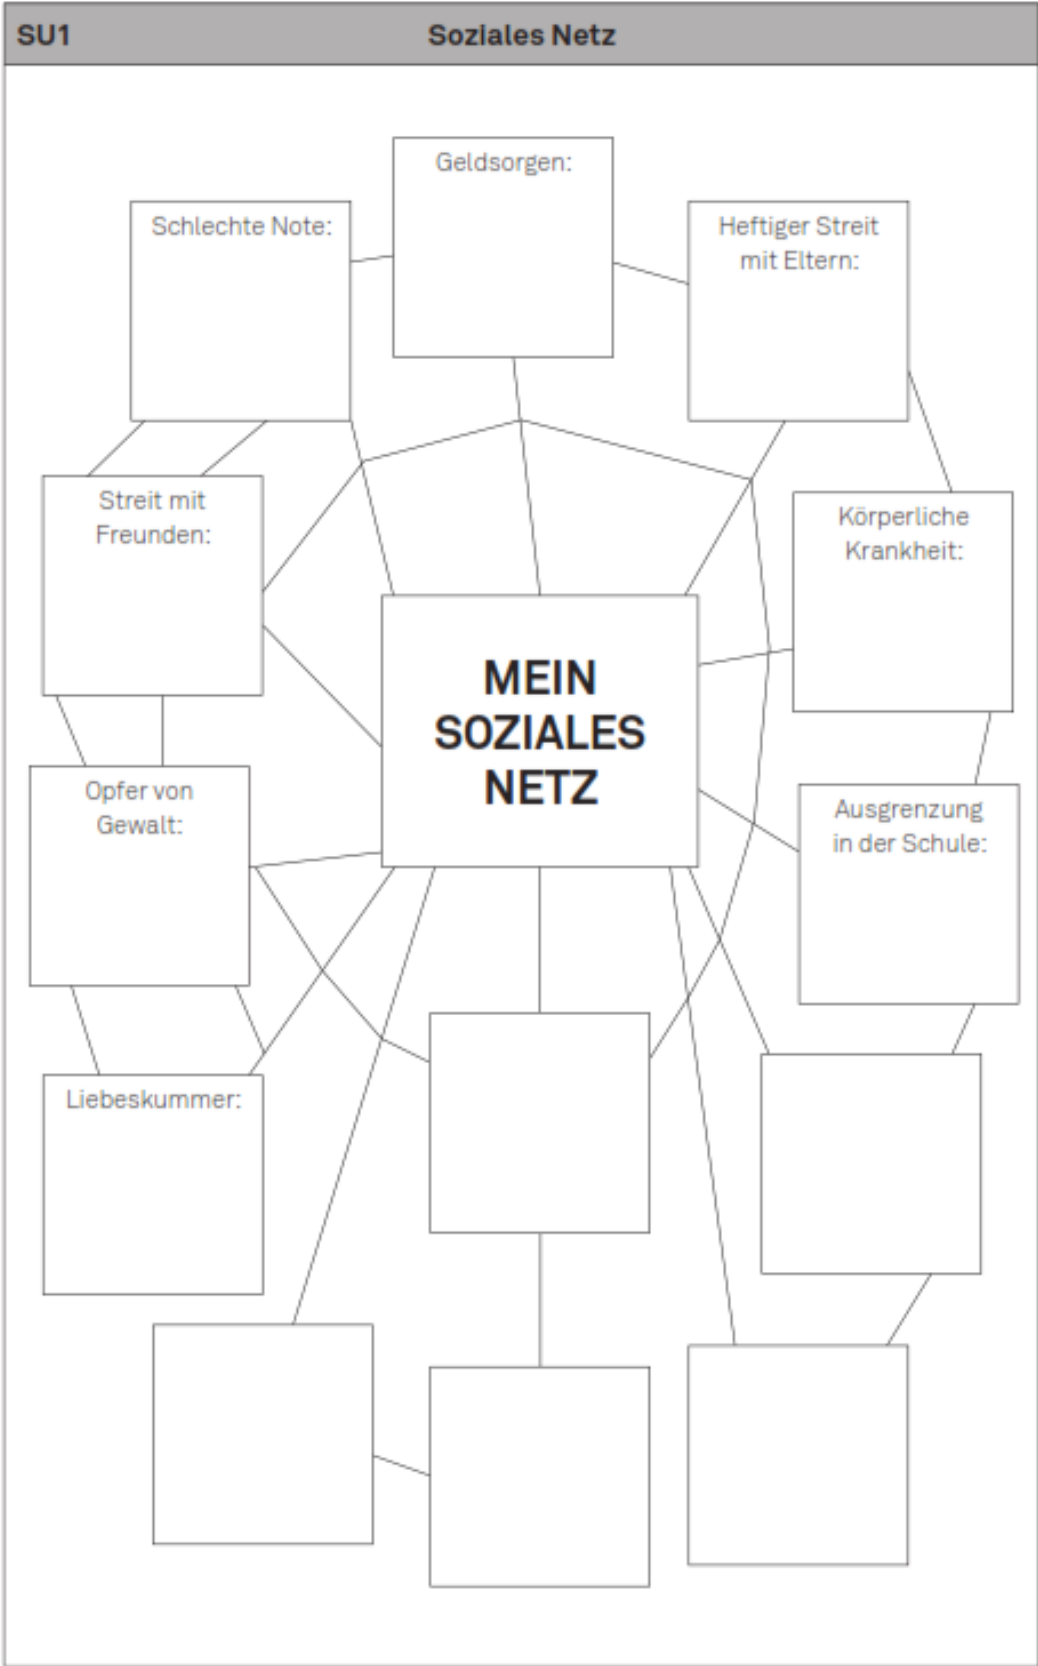 SU1 Soziales Netz
Geldsorgen:
Schlechte Note:
Heftiger Streit
mit Eltern:
Streit mit
Freunden:
Körperliche
Krankheit:
MEIN
SOZIALES
NETZ
Opfer von
Gewalt:
Ausgrenzung
in der Schule:
Liebeskummer: